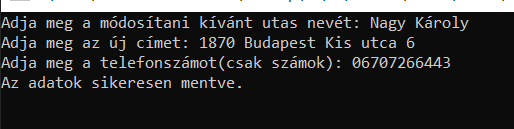 Adja meg a módosítani kívánt utas nevét: Nagy Károly
Adja meg az új címet: 1870 Budapest Kis utca 6
Adja meg a telefonszámot(csak számok): 06707266443
Az adatok sikeresen mentve.